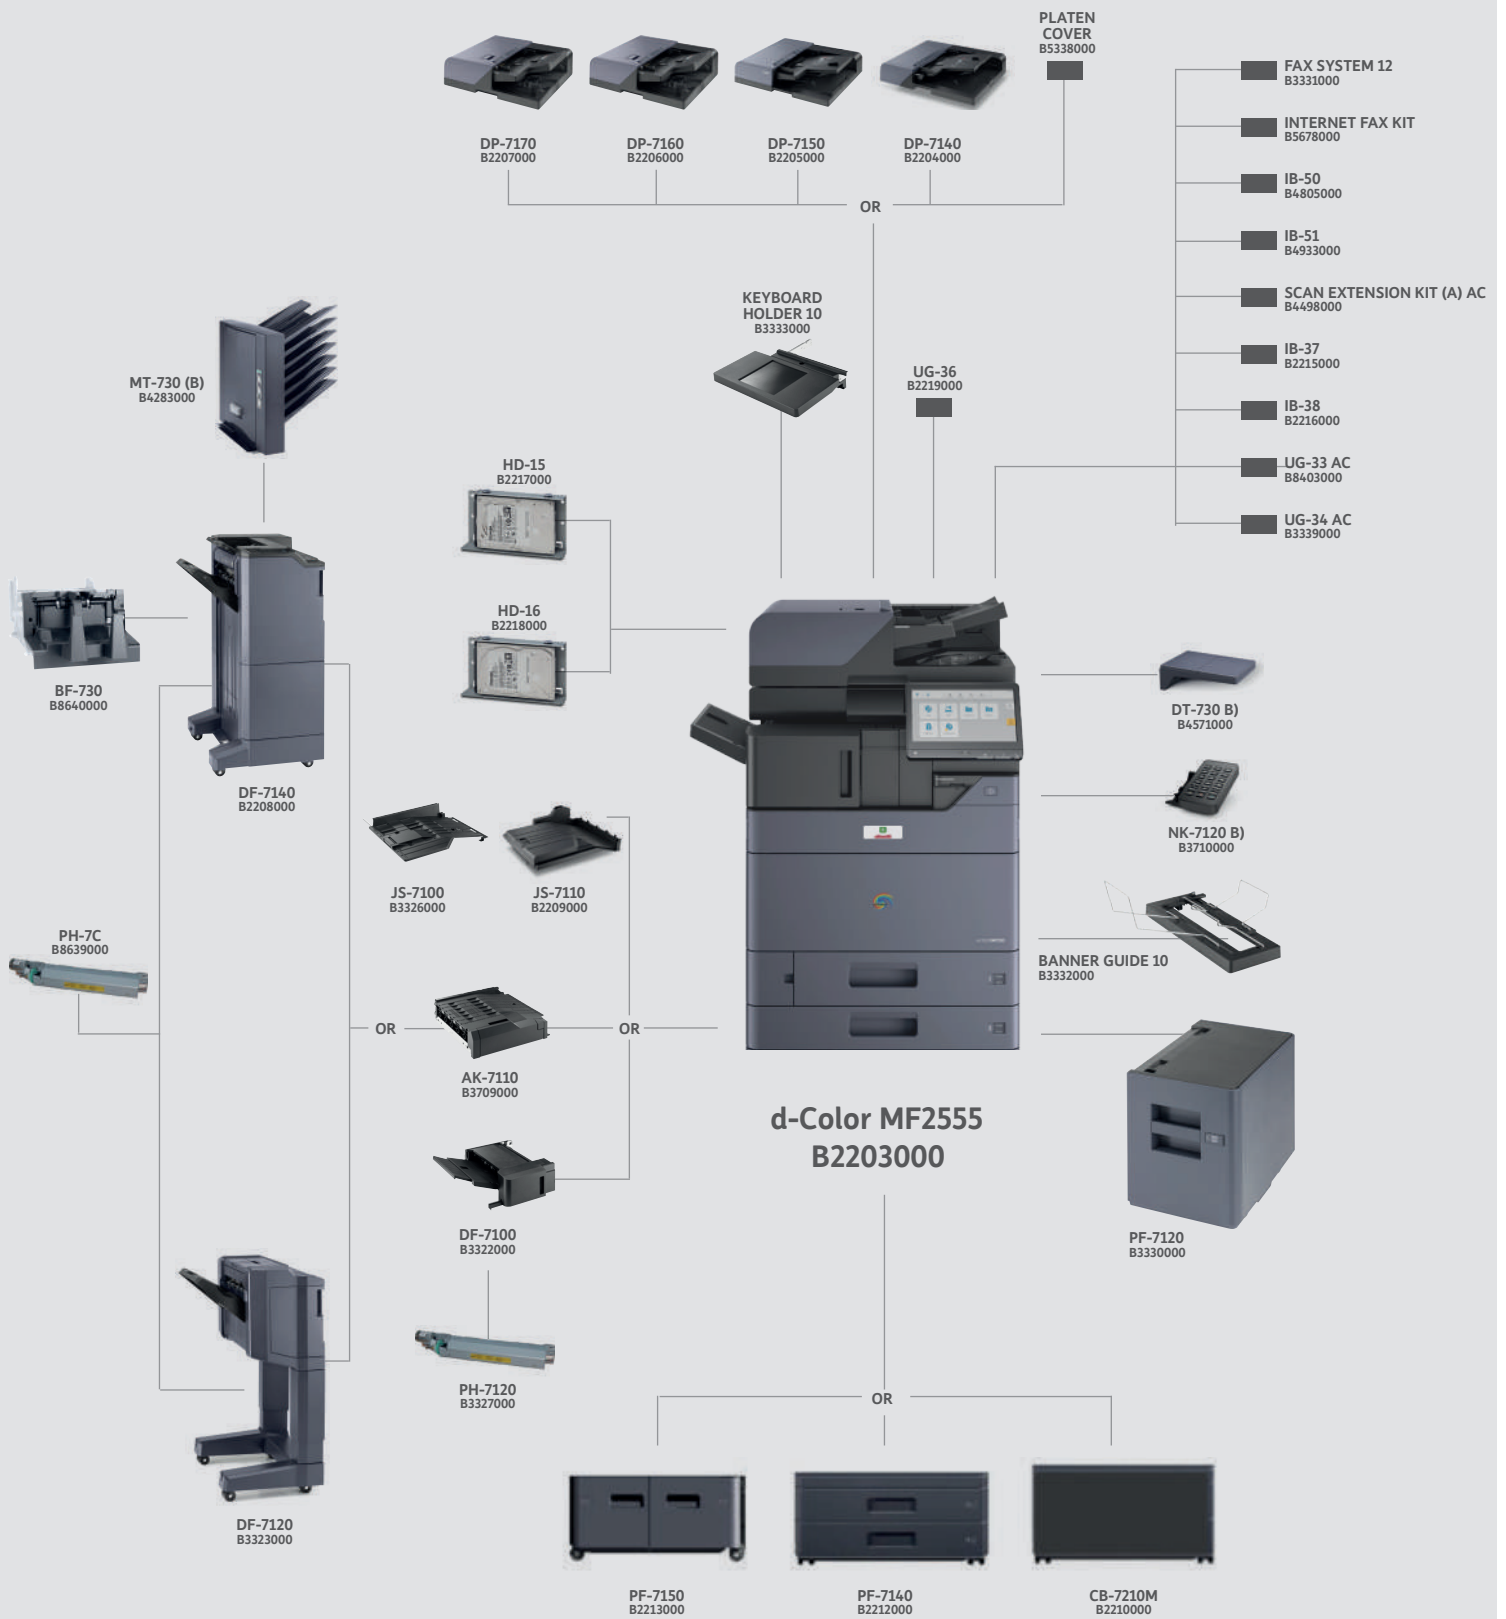 PLATEN
COVER
B5338000
FAX SYSTEM 12
B3331000
INTERNET FAX KIT
B5678000
DP-7170
B2207000
DP-7160
B2206000
DP-7150
B2205000
DP-7140
B2204000
IB-50
B4805000
OR
IB-51
B4933000
SCAN EXTENSION KIT (A) AC
B4498000
KEYBOARD
HOLDER 10
B3333000
IB-37
B2215000
MT-730 (B)
B4283000
UG-36
B2219000
IB-38
B2216000
HD-15
B2217000
UG-33 AC
B8403000
UG-34 AC
B3339000
HD-16
B2218000
BF-730
B8640000
DT-730 B)
B4571000
DF-7140
B2208000
NK-7120 B)
B3710000
JS-7100
B3326000
JS-7110
B2209000
PH-7C
B8639000
BANNER GUIDE 10
B3332000
OR
OR
AK-7110
B3709000
d-Color MF2555
B2203000
DF-7100
B3322000
PF-7120
B3330000
PH-7120
B3327000
OR
DF-7120
B3323000
PF-7150
B2213000
PF-7140
B2212000
CB-7210M
B2210000